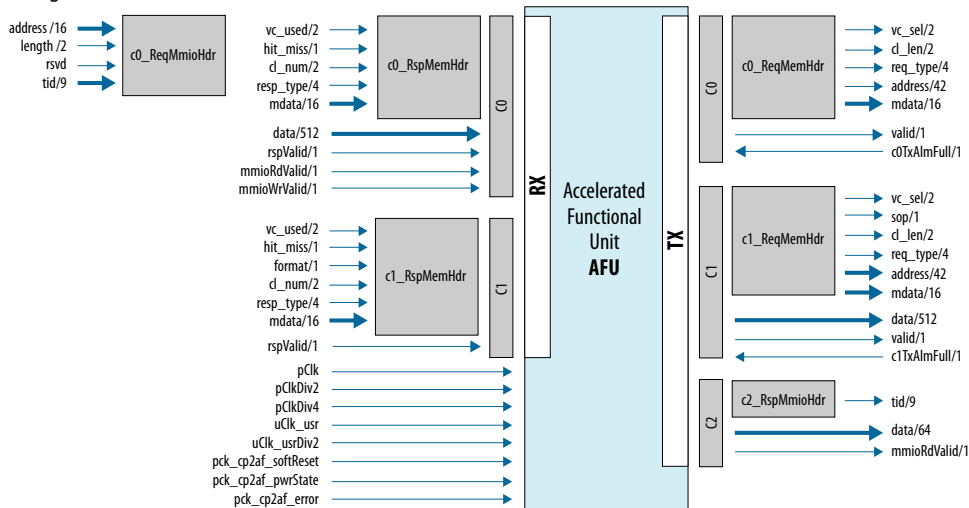 address /16
length /2
rsvd
tid/9
c0_ReqMmioHdr
vc_used/2
hit_miss/1
cl_num/2
resp_type/4
mdata/16
c0_RspMemHdr
data/512
rspValid/1
mmioRdValid/1
mmioWrValid/1
C0
vc_used/2
hit_miss/1
format/1
cl_num/2
resp_type/4
mdata/16
c1_RspMemHdr
rspValid/1
C1
pClk
pClkDiv2
pClkDiv4
uClk_usr
uClk_usrDiv2
pck_cp2af_softReset
pck_cp2af_pwrState
pck_cp2af_error
RX
Accelerated
Functional
Unit
AFU
TX
C0
c0_ReqMemHdr
vc_sel/2
cl_len/2
req_type/4
address/42
mdata/16
valid/1
c0TxAlmFull/1
C1
c1_ReqMemHdr
vc_sel/2
sop/1
cl_len/2
req_type/4
address/42
mdata/16
data/512
valid/1
c1TxAlmFull/1
C2
c2_RspMmioHdr
tid/9
data/64
mmioRdValid/1